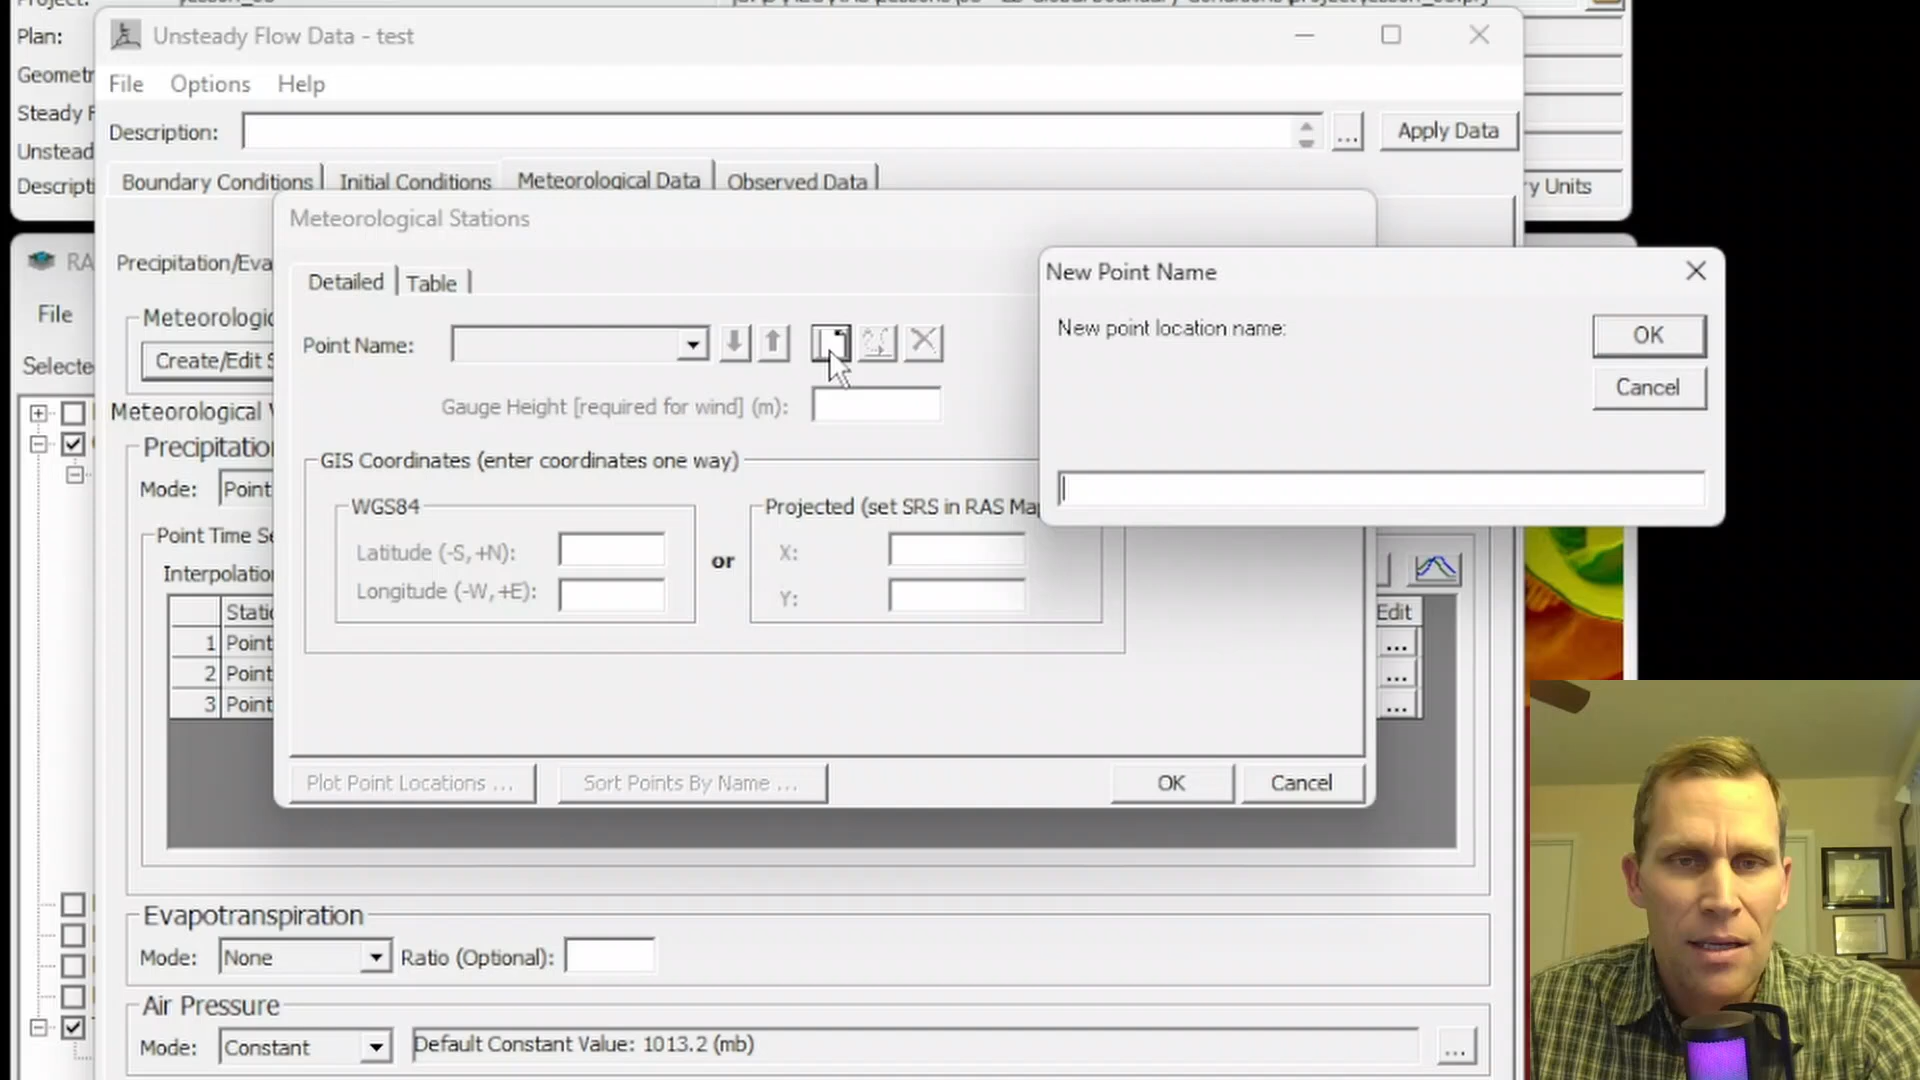 Project:
Plan:
Unsteady Flow Data - test
Geometr
File Options Help
Steady F
Description:
...
Apply Data
Unstead
Descripti
Boundary Conditions Initial Conditions Meteorological Data Observed Data
ry Units
Meteorological Stations
RA
Precipitation/Eva
New Point Name
Detailed Table
File
Meteorologic
New point location name:
OK
Point Name:
Create/Edit S
Selecte
Cancel
Meteorological V
Gauge Height [required for wind] (m):
Precipitation
GIS Coordinates (enter coordinates one way)
Mode: Point
WGS84
Projected (set SRS in RAS Ma
Point Time Se
Latitude (-S, +N):
or
X:
Interpolation
Longitude (-W, +E):
Y:
Static
Edit
1 Point
...
2 Point
...
3 Point
...
Plot Point Locations ...
Sort Points By Name ...
OK
Cancel
Evapotranspiration
Mode: None Ratio (Optional):
Air Pressure
Mode: Constant Default Constant Value: 1013.2 (mb)
...